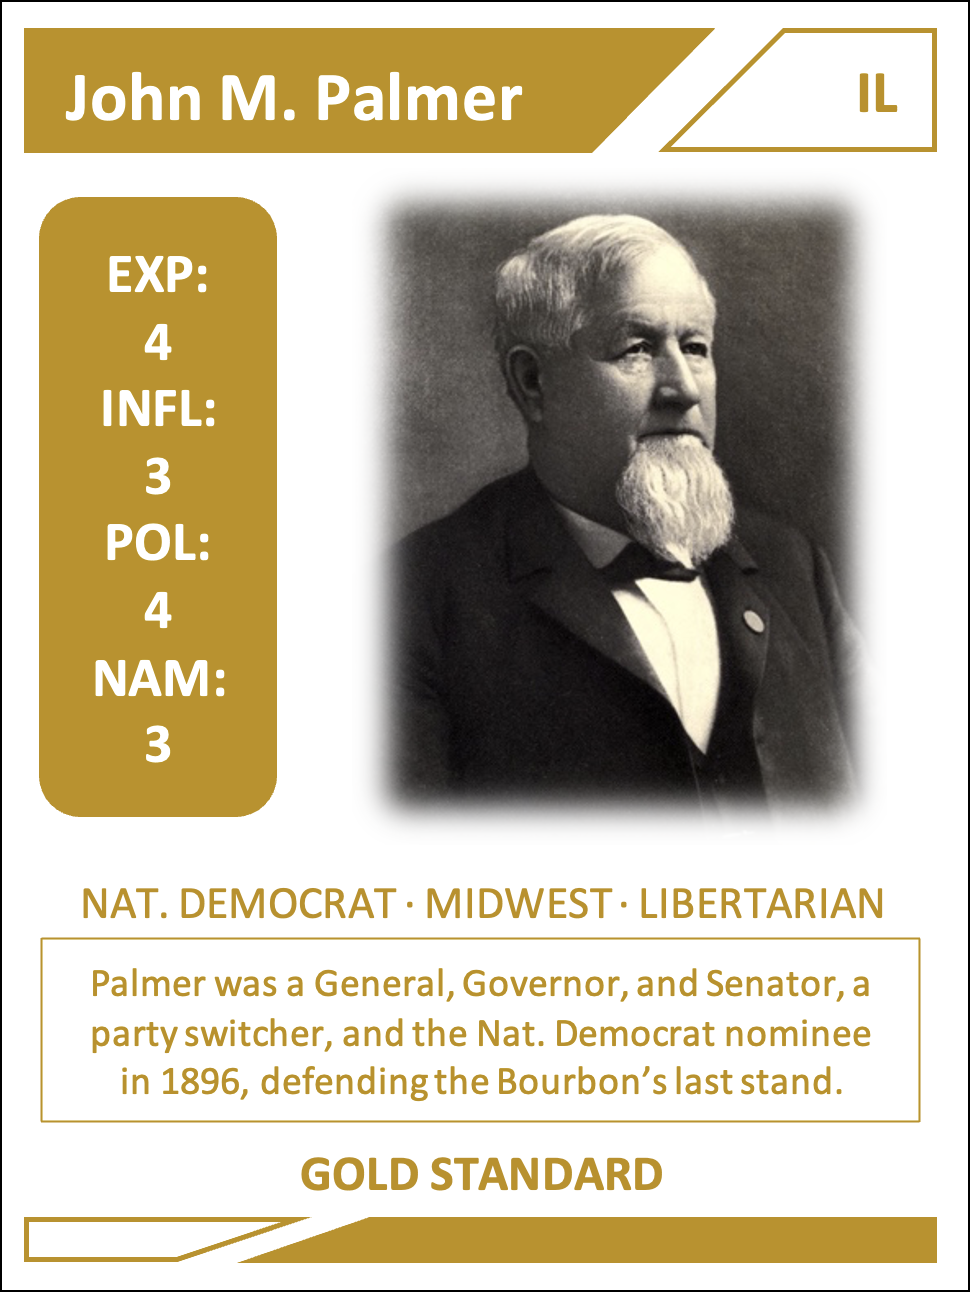 John M. Palmer
IL
EXP:
4
INFL:
3
POL:
4
NAM:
3
NAT. DEMOCRAT · MIDWEST · LIBERTARIAN
Palmer was a General, Governor, and Senator, a
party switcher, and the Nat. Democrat nominee
in 1896, defending the Bourbon’s last stand.
GOLD STANDARD